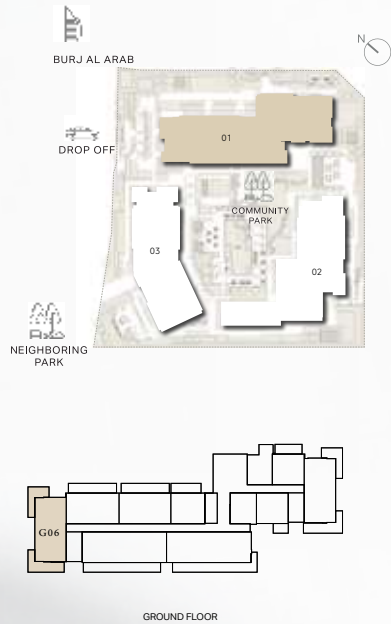 N
BURJ AL ARAB
DROP OFF
01
COMMUNITY
PARK
03
02
NEIGHBORING
PARK
G06
GROUND FLOOR